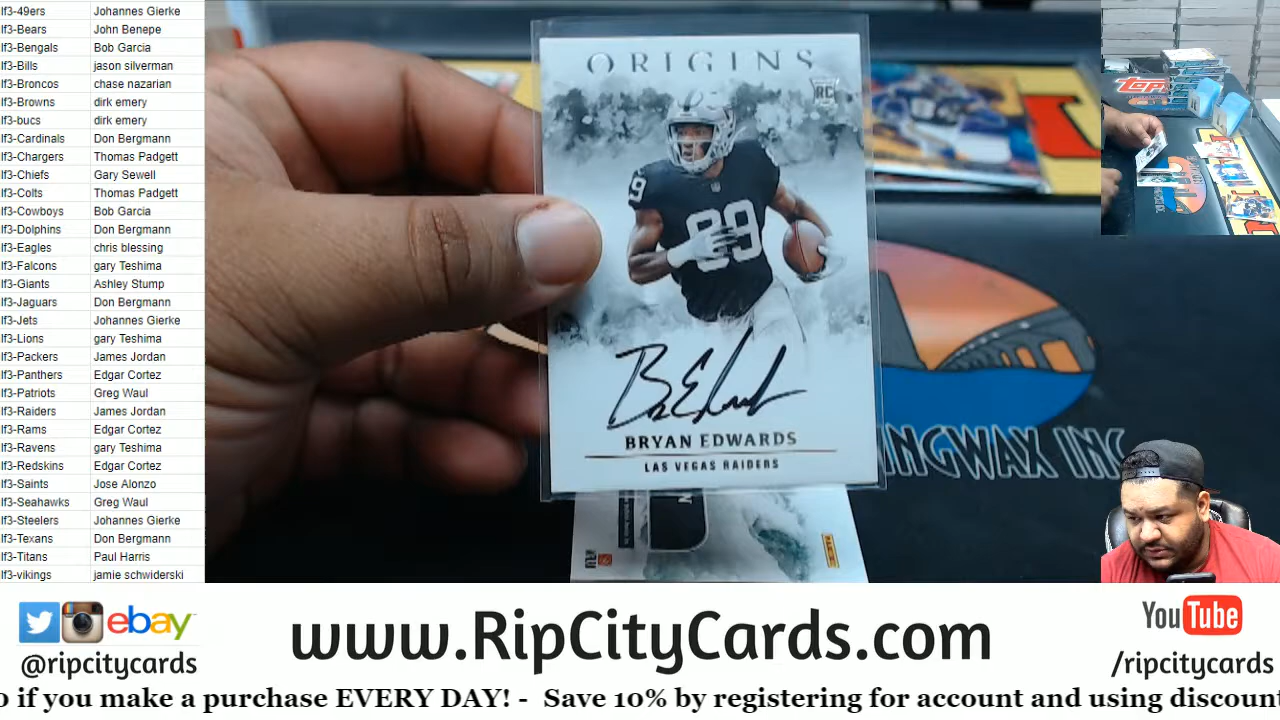 lf3-49ers Johannes Gierke
lf3-Bears John Benepe
lf3-Bengals Bob Garcia
lf3-Bills jason silverman
lf3-Broncos chase nazarian
lf3-Browns dirk emery
lf3-bucs dirk emery
lf3-Cardinals Don Bergmann
lf3-Chargers Thomas Padgett
lf3-Chiefs Gary Sewell
lf3-Colts Thomas Padgett
lf3-Cowboys Bob Garcia
lf3-Dolphins Don Bergmann
lf3-Eagles chris blessing
lf3-Falcons gary Teshima
lf3-Giants Ashley Stump
lf3-Jaguars Don Bergmann
lf3-Jets Johannes Gierke
lf3-Lions gary Teshima
lf3-Packers James Jordan
lf3-Panthers Edgar Cortez
lf3-Patriots Greg Waul
lf3-Raiders James Jordan
lf3-Rams Edgar Cortez
lf3-Ravens gary Teshima
lf3-Redskins Edgar Cortez
lf3-Saints Jose Alonzo
lf3-Seahawks Greg Waul
lf3-Steelers Johannes Gierke
lf3-Texans Don Bergmann
lf3-Titans Paul Harris
lf3-vikings jamie schwiderski
ORIGINS
RC
9
89
BRYAN EDWARDS
LAS VEGAS RAIDERS
PANINI
NGWAX INC
Topps
ebay
@ripcitycards
www.RipCityCards.com
YouTube
/ripcitycards
o if you make a purchase EVERY DAY! - Save 10% by registering for account and using discount